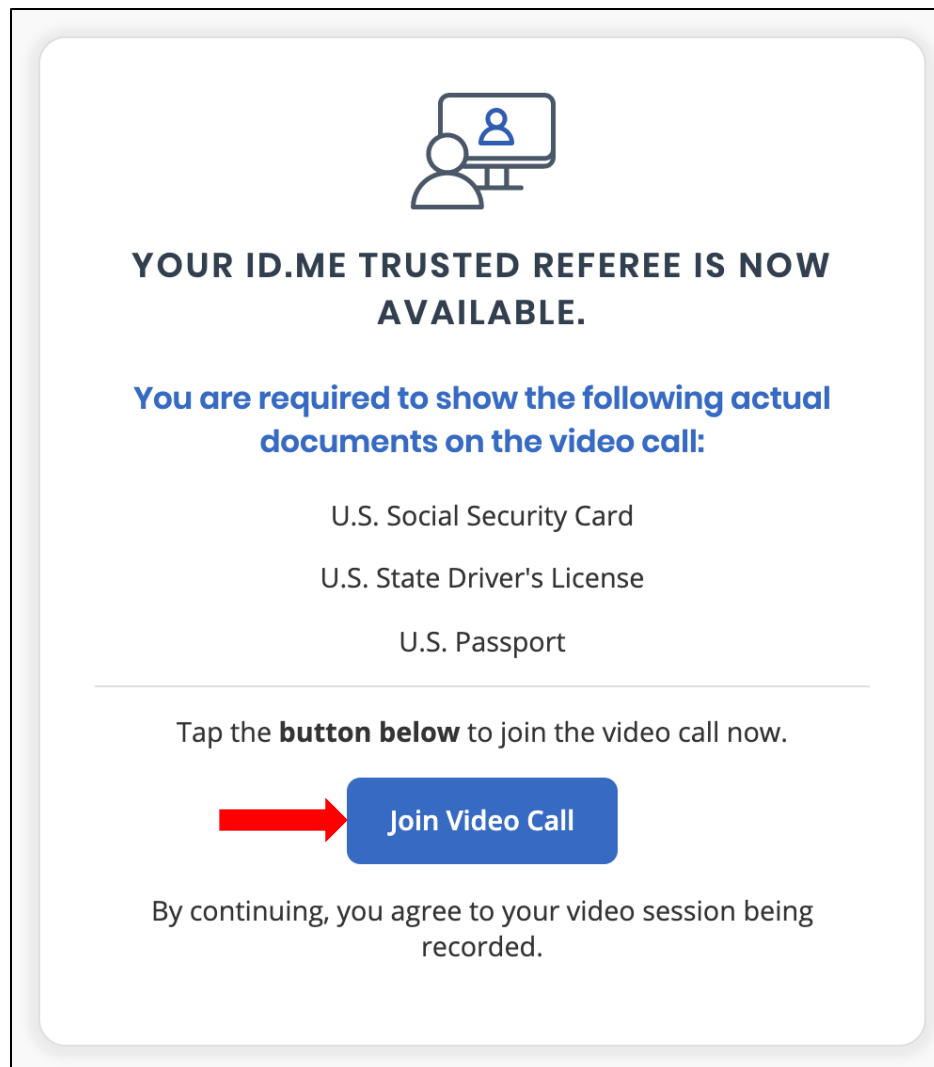 YOUR ID.ME TRUSTED REFEREE IS NOW
AVAILABLE.
You are required to show the following actual
documents on the video call:
U.S. Social Security Card
U.S. State Driver's License
U.S. Passport
Tap the button below to join the video call now.
Join Video Call
By continuing, you agree to your video session being
recorded.